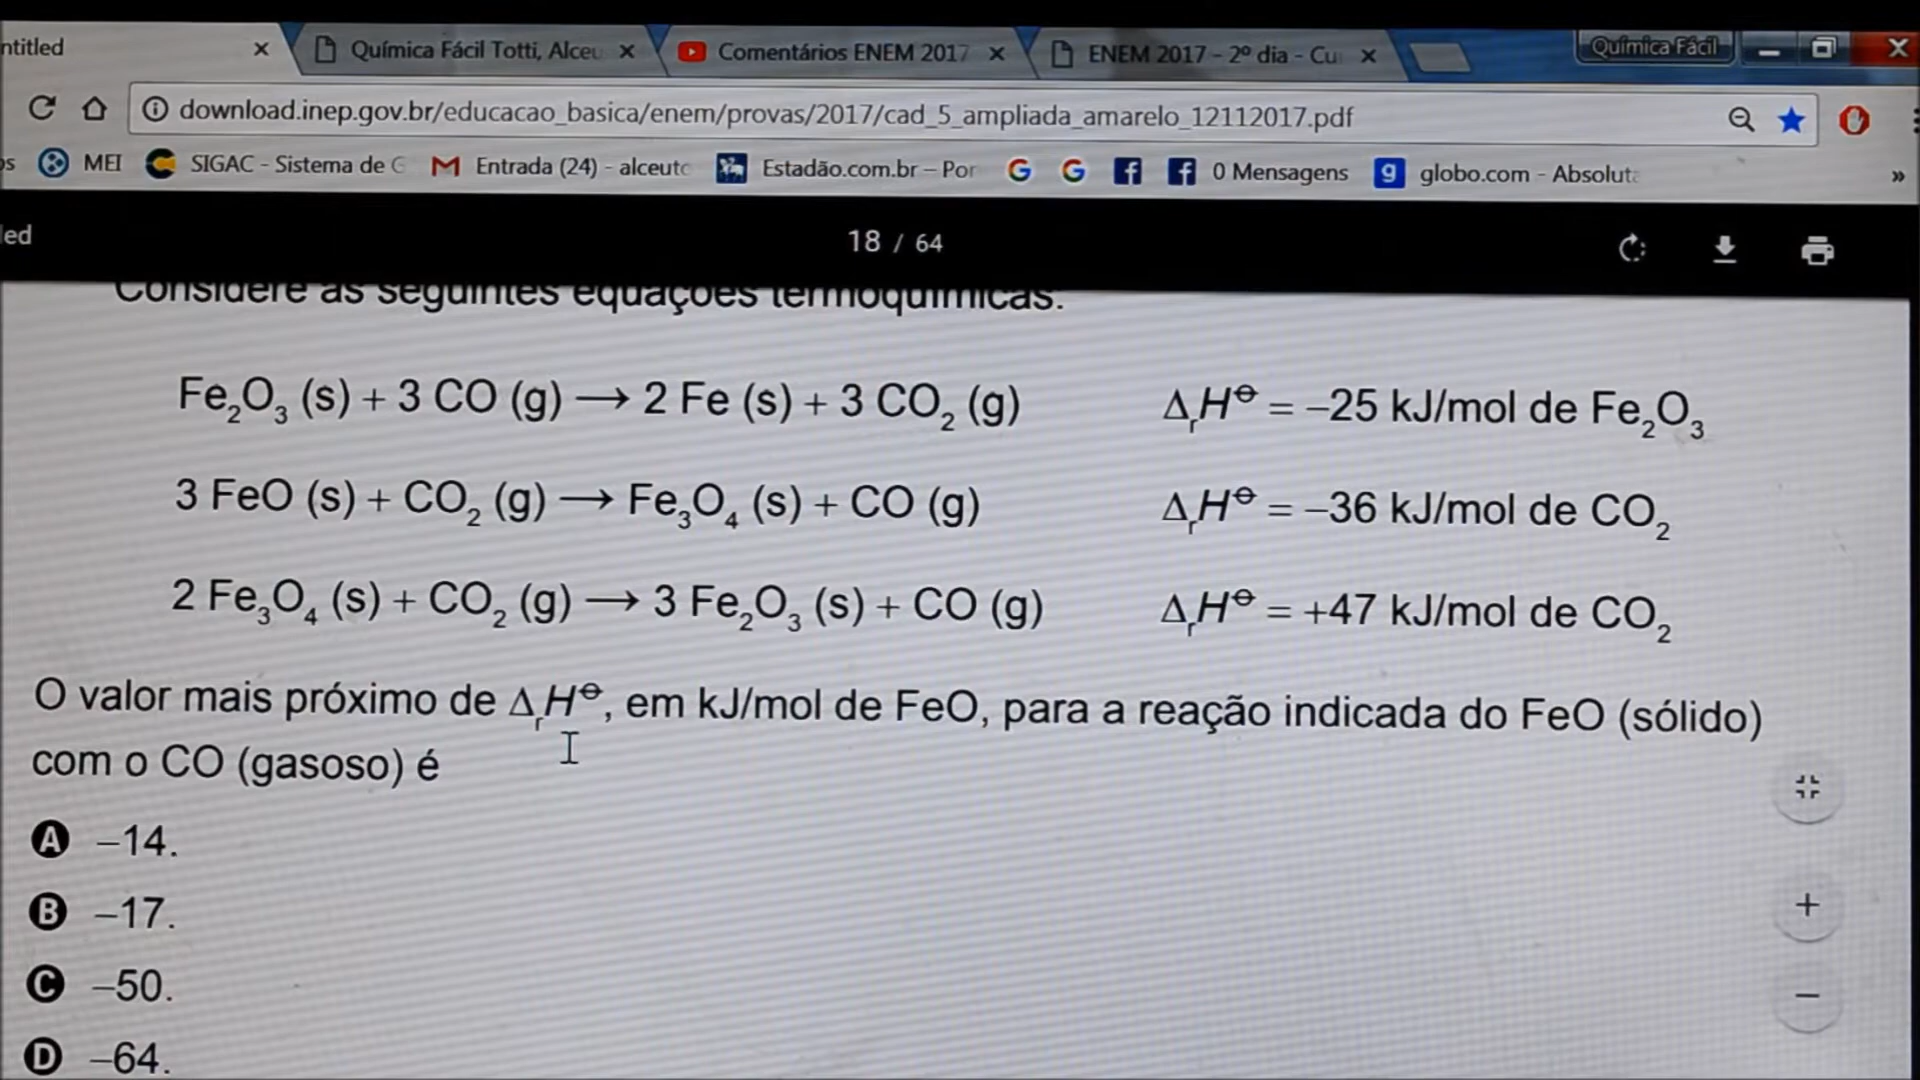 ntitled
Química Fácil Totti, Alceu
Comentários ENEM 2017
ENEM 2017 - 2º dia - Cu
Química Fácil
download.inep.gov.br/educacao_basica/enem/provas/2017/cad_5_ampliada_amarelo_12112017.pdf
os MEI SIGAC - Sistema de G Entrada (24) - alceutc Estadão.com.br – Por 0 Mensagens globo.com - Absoluta »
led 18 / 64
Considere as seguintes equações termoquímicas:
Fe₂O₃ (s) + 3 CO (g) → 2 Fe (s) + 3 CO₂ (g) ΔᵣH⊖ = –25 kJ/mol de Fe₂O₃
3 FeO (s) + CO₂ (g) → Fe₃O₄ (s) + CO (g) ΔᵣH⊖ = –36 kJ/mol de CO₂
2 Fe₃O₄ (s) + CO₂ (g) → 3 Fe₂O₃ (s) + CO (g) ΔᵣH⊖ = +47 kJ/mol de CO₂
O valor mais próximo de ΔᵣH⊖, em kJ/mol de FeO, para a reação indicada do FeO (sólido)
com o CO (gasoso) é
A –14.
B –17.
C –50.
D –64.